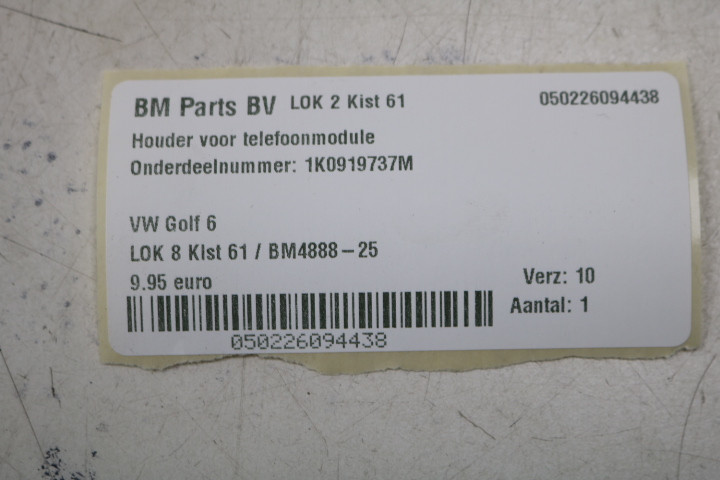 BM Parts BV LOK 2 Kist 61 050226094438
Houder voor telefoonmodule
Onderdeelnummer: 1K0919737M
VW Golf 6
LOK 8 Kist 61 / BM4888-25
9.95 euro Verz: 10
Aantal: 1
050226094438